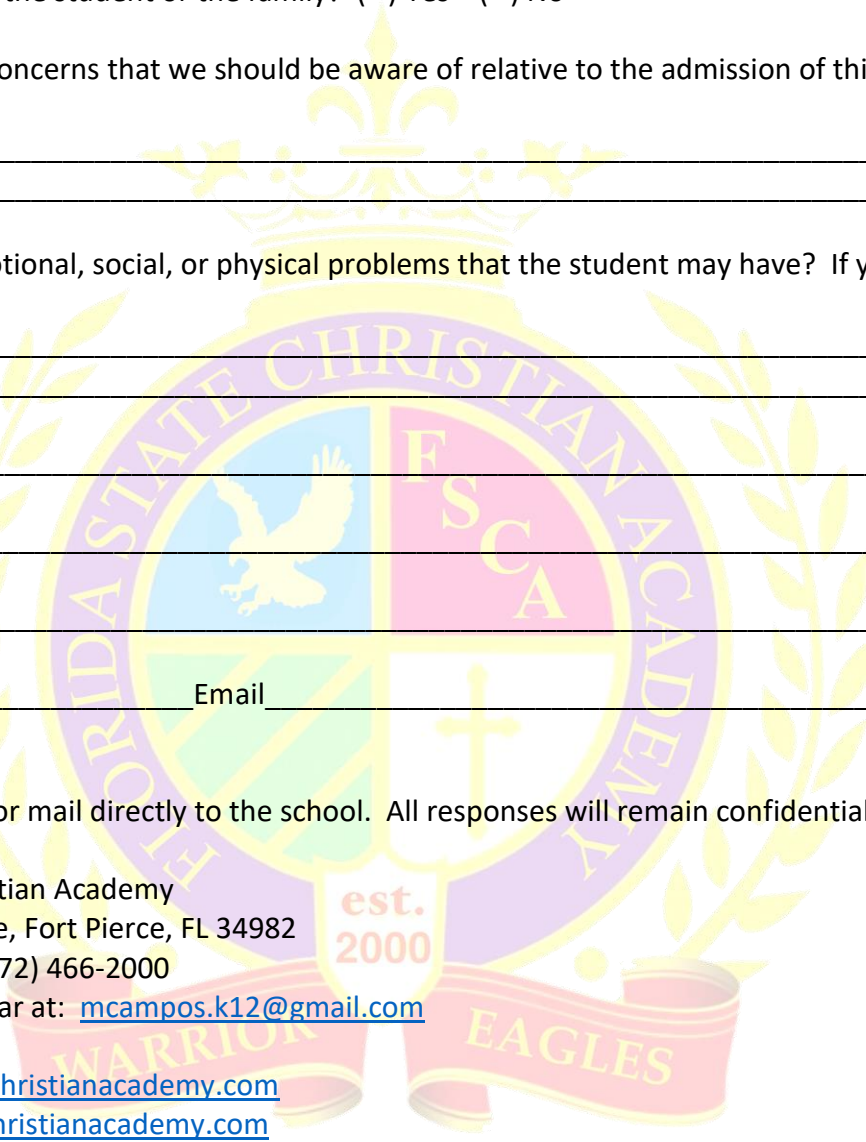 the student or the family? ( ) Yes ( ) No
oncerns that we should be aware of relative to the admission of thi
otional, social, or physical problems that the student may have? If y
Email
or mail directly to the school. All responses will remain confidential
tian Academy
e, Fort Pierce, FL 34982
72) 466-2000
ar at: mcampos.k12@gmail.com
hristianacademy.com
hristianacademy.com
FLORIDA STATE CHRISTIAN ACADEMY
F
S
C
A
est.
2000
WARRIOR EAGLES